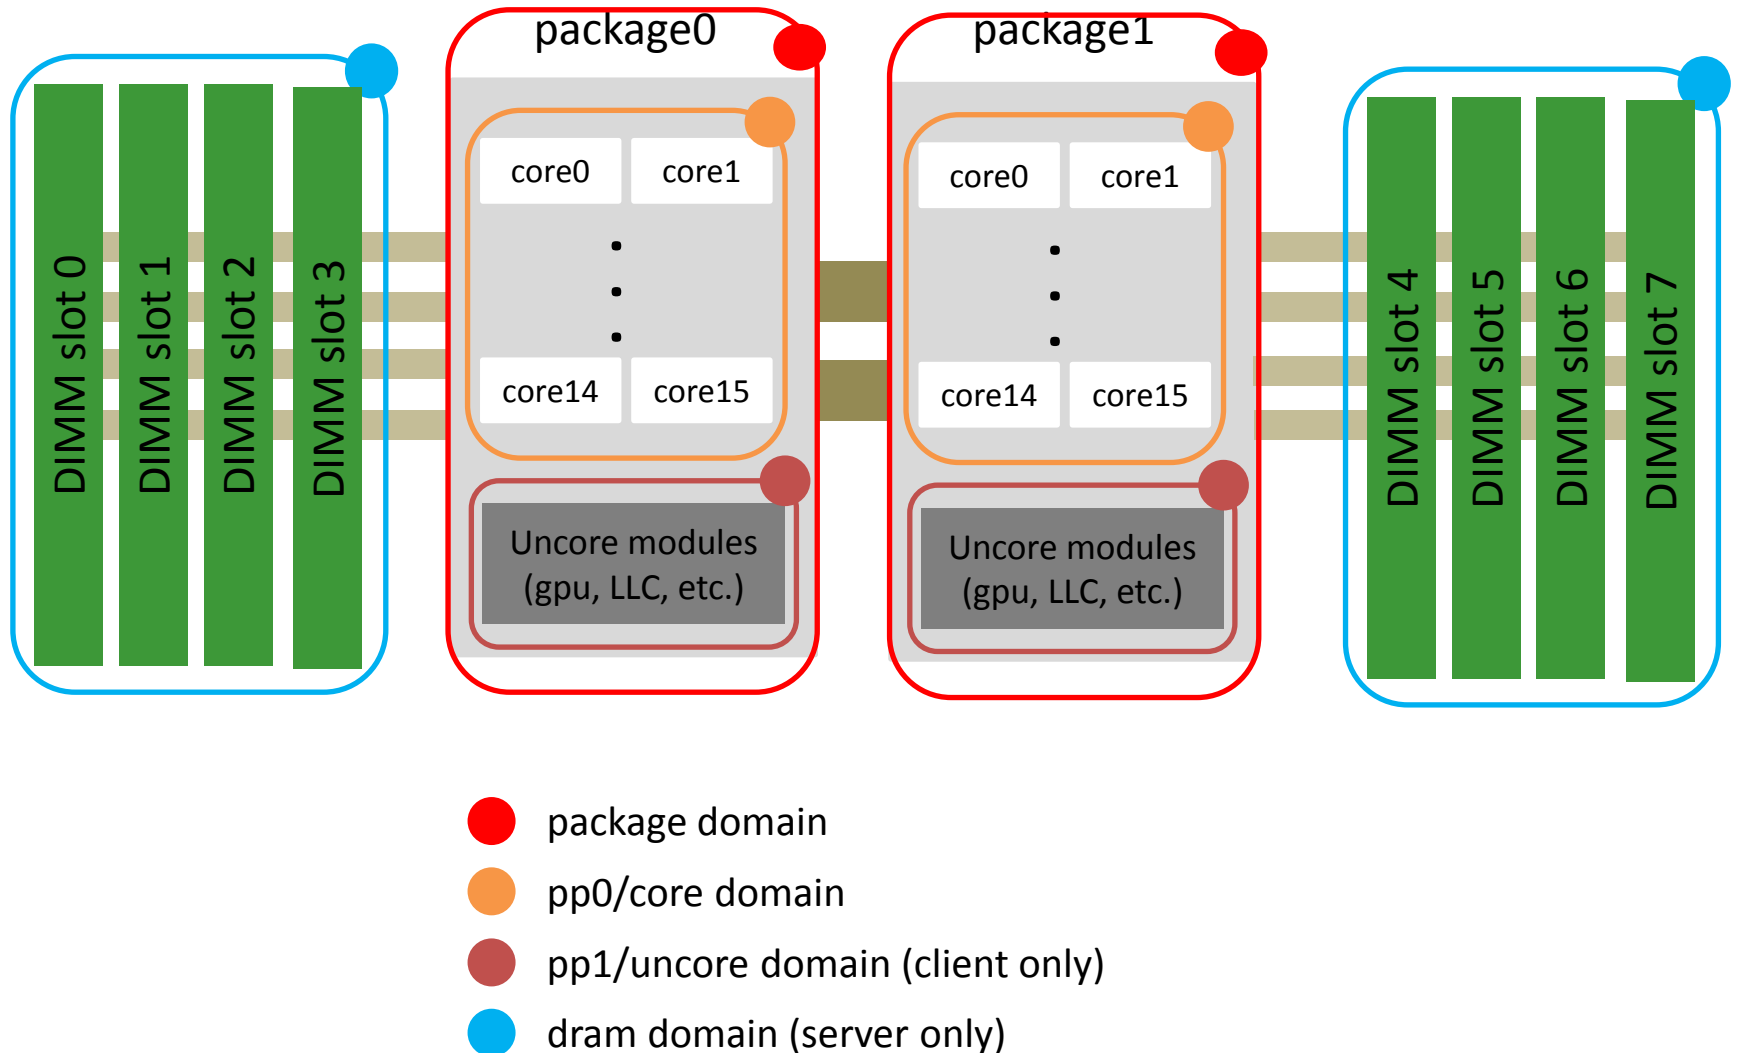 package0
package1
DIMM slot 0
DIMM slot 1
DIMM slot 2
DIMM slot 3
core0
core1
core14
core15
Uncore modules
(gpu, LLC, etc.)
core0
core1
core14
core15
Uncore modules
(gpu, LLC, etc.)
DIMM slot 4
DIMM slot 5
DIMM slot 6
DIMM slot 7
package domain
pp0/core domain
pp1/uncore domain (client only)
dram domain (server only)